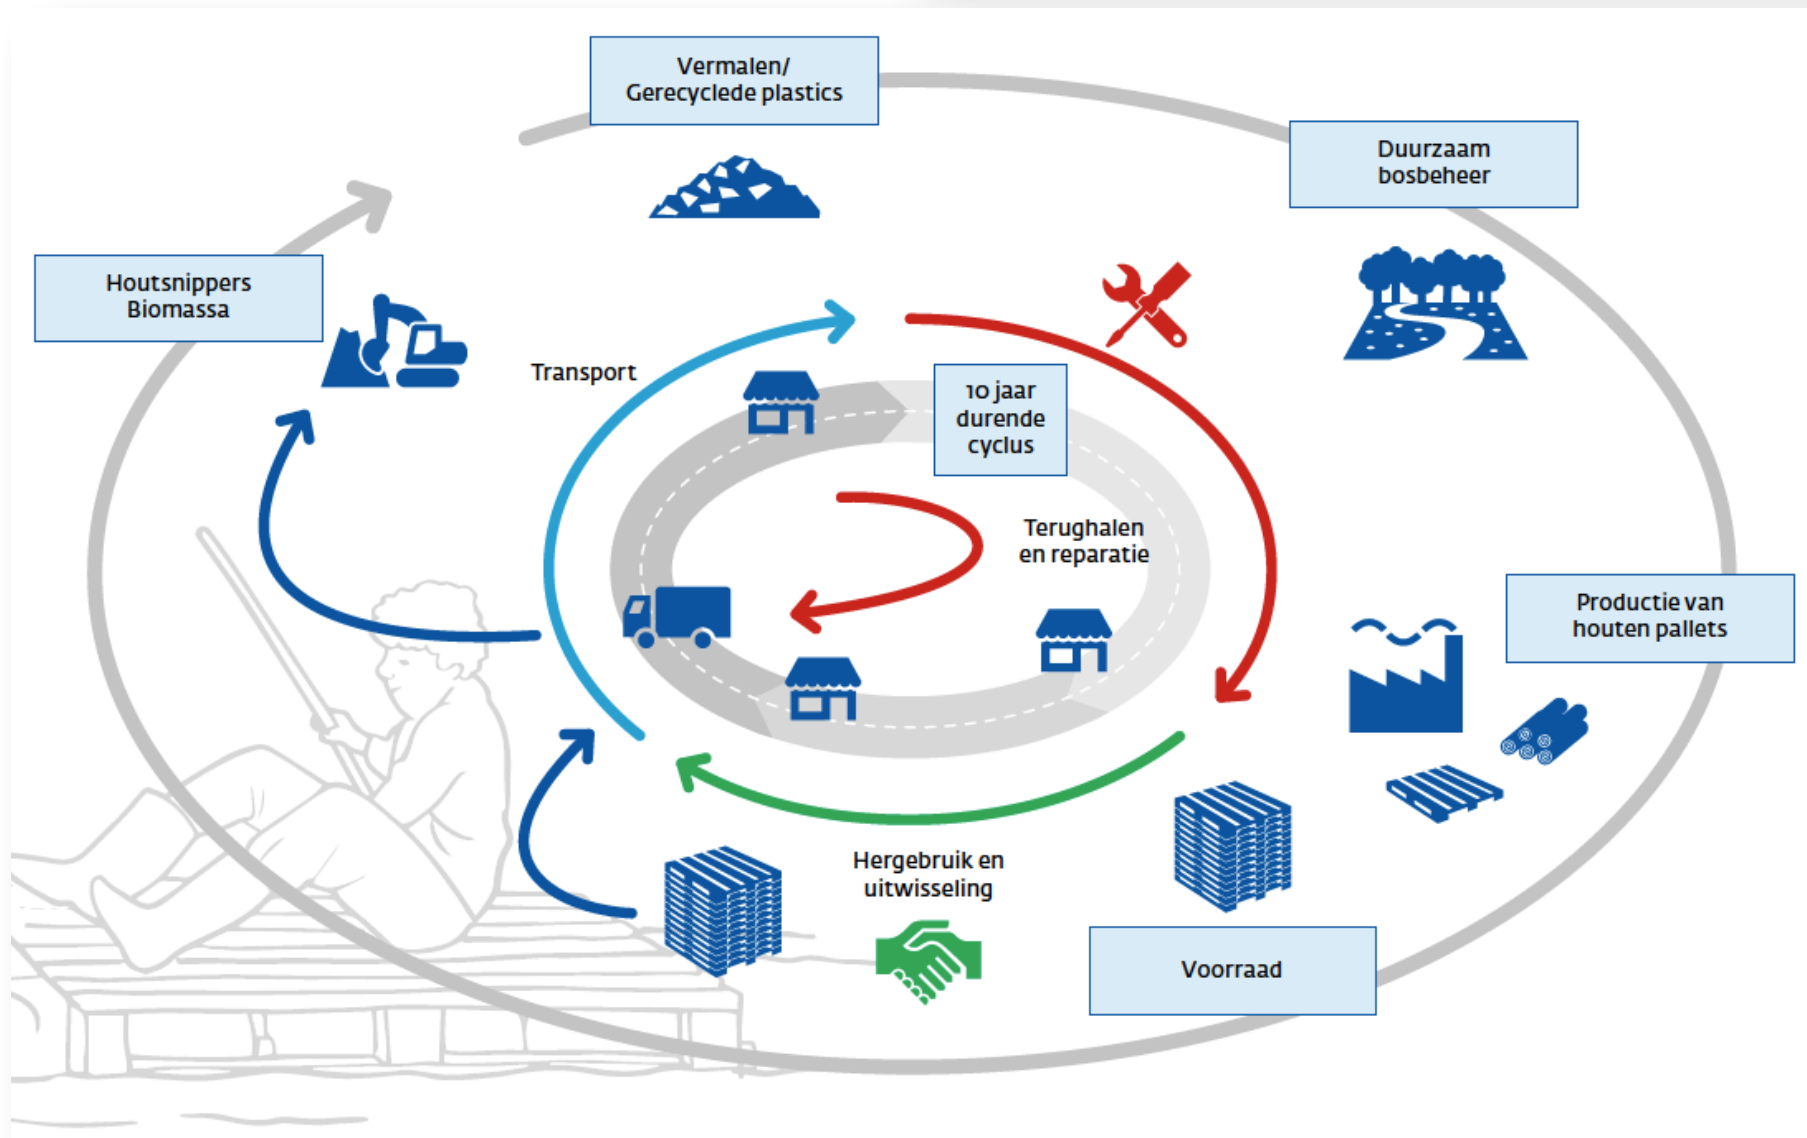 Vermalen/
Gerecyclede plastics
Duurzaam
bosbeheer
Houtsnippers
Biomassa
Transport
10 jaar
durende
cyclus
Terughalen
en reparatie
Productie van
houten pallets
Hergebruik en
uitwisseling
Voorraad